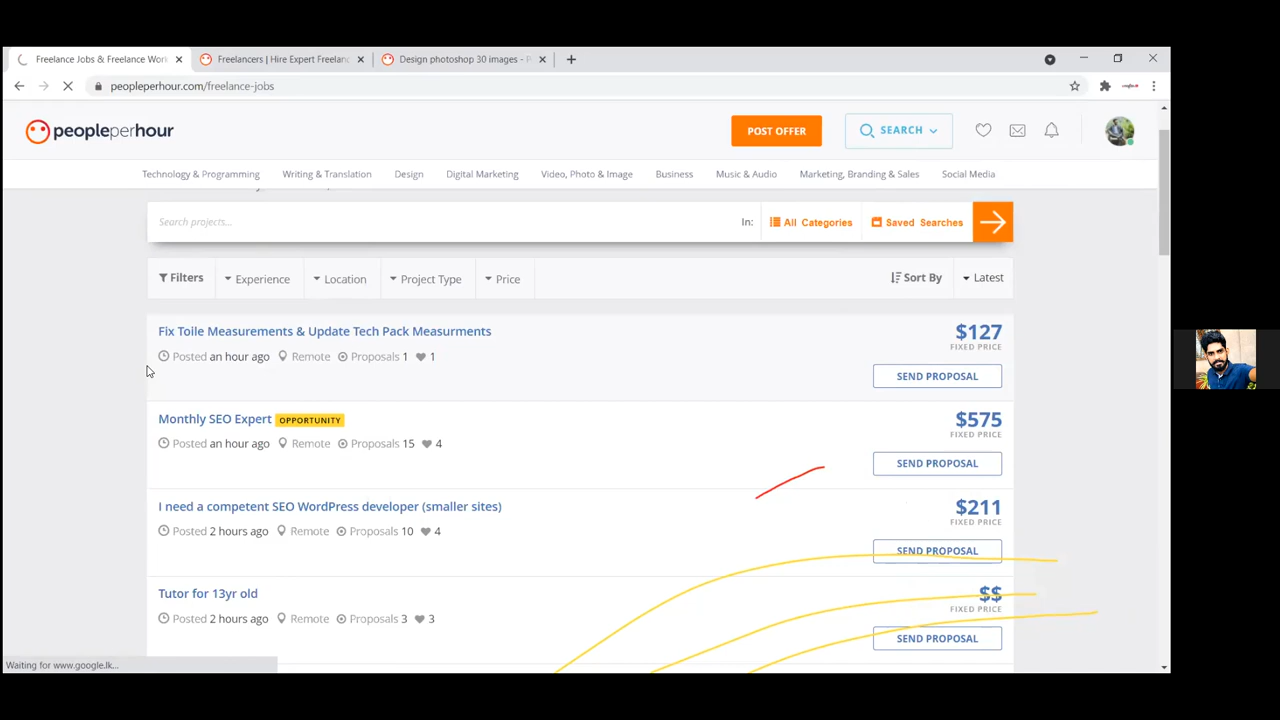 Freelance Jobs & Freelance Work
Freelancers | Hire Expert Freelanc
Design photoshop 30 images - P
peopleperhour.com/freelance-jobs
peopleperhour
POST OFFER
SEARCH
Technology & Programming
Writing & Translation
Design
Digital Marketing
Video, Photo & Image
Business
Music & Audio
Marketing, Branding & Sales
Social Media
Search projects...
In:
All Categories
Saved Searches
Filters
Experience
Location
Project Type
Price
Sort By
Latest
Fix Toile Measurements & Update Tech Pack Measurments
$127
FIXED PRICE
Posted an hour ago Remote Proposals 1 1
SEND PROPOSAL
Monthly SEO Expert OPPORTUNITY
$575
FIXED PRICE
Posted an hour ago Remote Proposals 15 4
SEND PROPOSAL
I need a competent SEO WordPress developer (smaller sites)
$211
FIXED PRICE
Posted 2 hours ago Remote Proposals 10 4
SEND PROPOSAL
Tutor for 13yr old
$$
FIXED PRICE
Posted 2 hours ago Remote Proposals 3 3
SEND PROPOSAL
Waiting for www.google.lk...